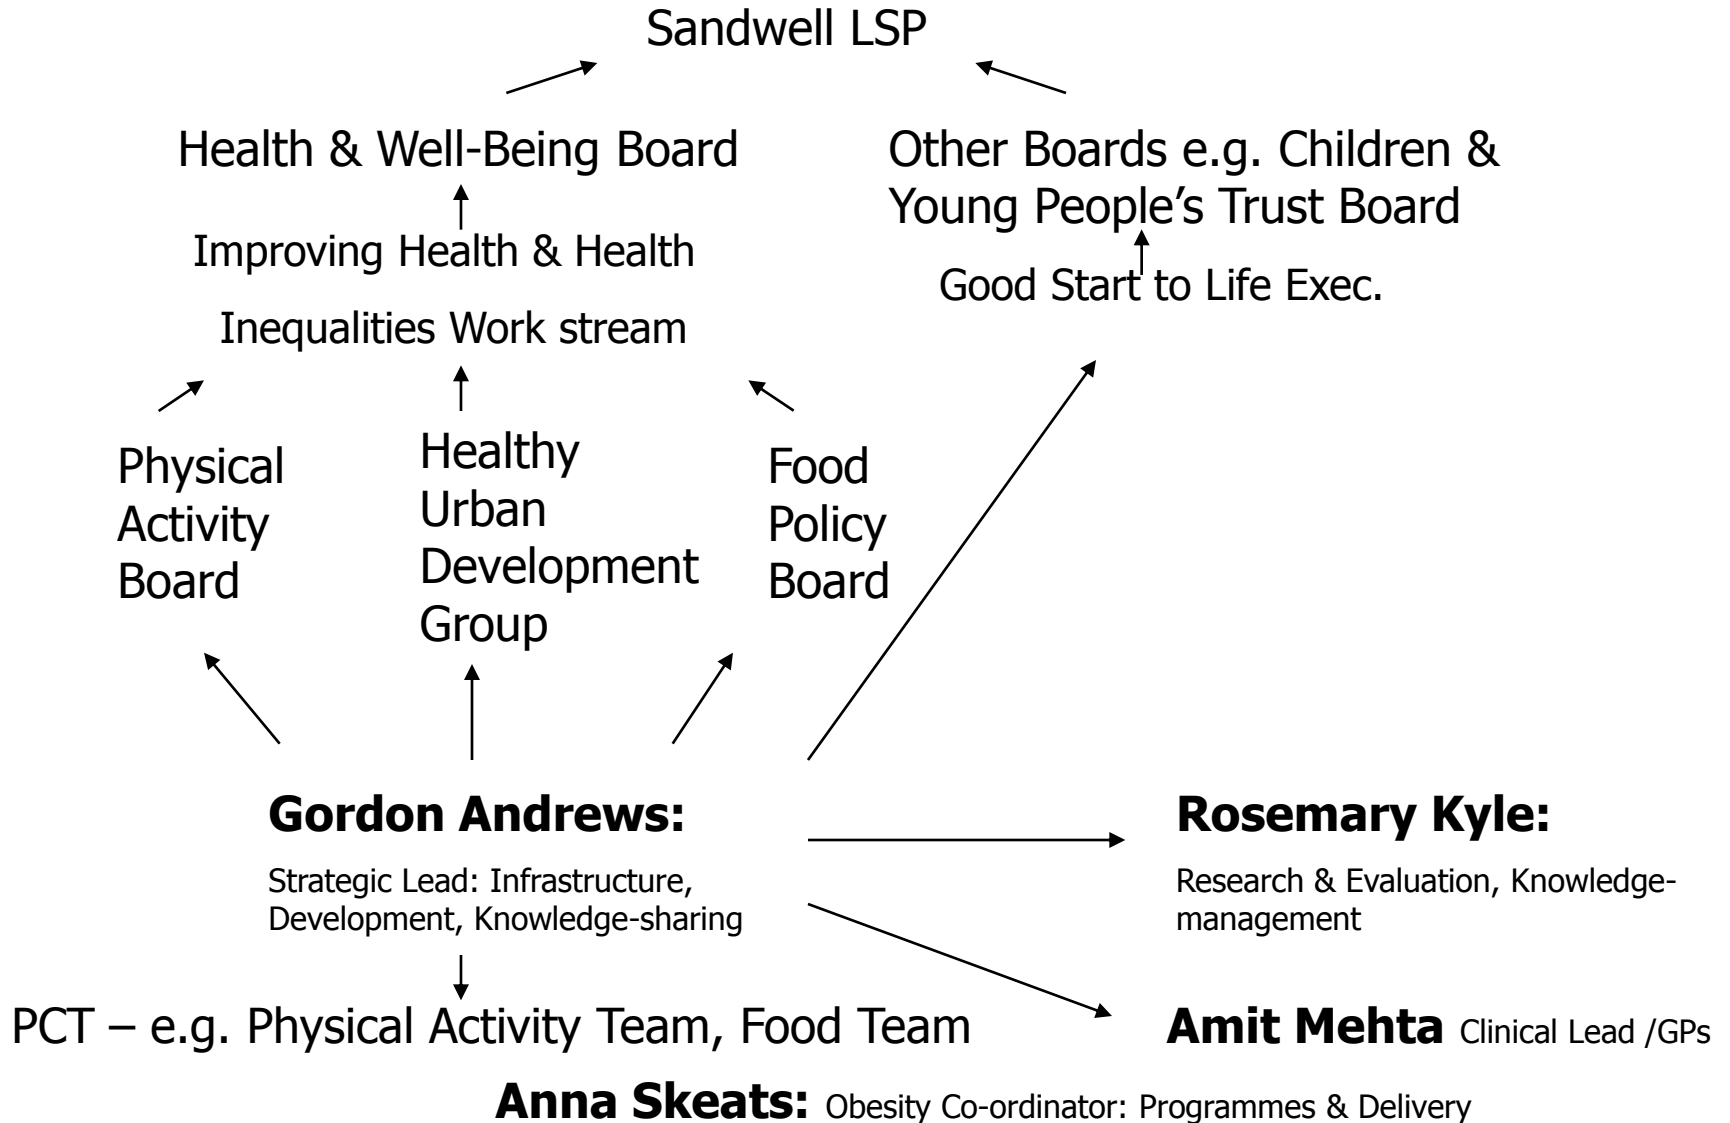 Sandwell LSP
Health & Well-Being Board
Other Boards e.g. Children &
Young People’s Trust Board
Improving Health & Health
Inequalities Work stream
Good Start to Life Exec.
Physical
Activity
Board
Healthy
Urban
Development
Group
Food
Policy
Board
Gordon Andrews:
Strategic Lead: Infrastructure,
Development, Knowledge-sharing
Rosemary Kyle:
Research & Evaluation, Knowledge-
management
PCT – e.g. Physical Activity Team, Food Team
Amit Mehta Clinical Lead /GPs
Anna Skeats: Obesity Co-ordinator: Programmes & Delivery